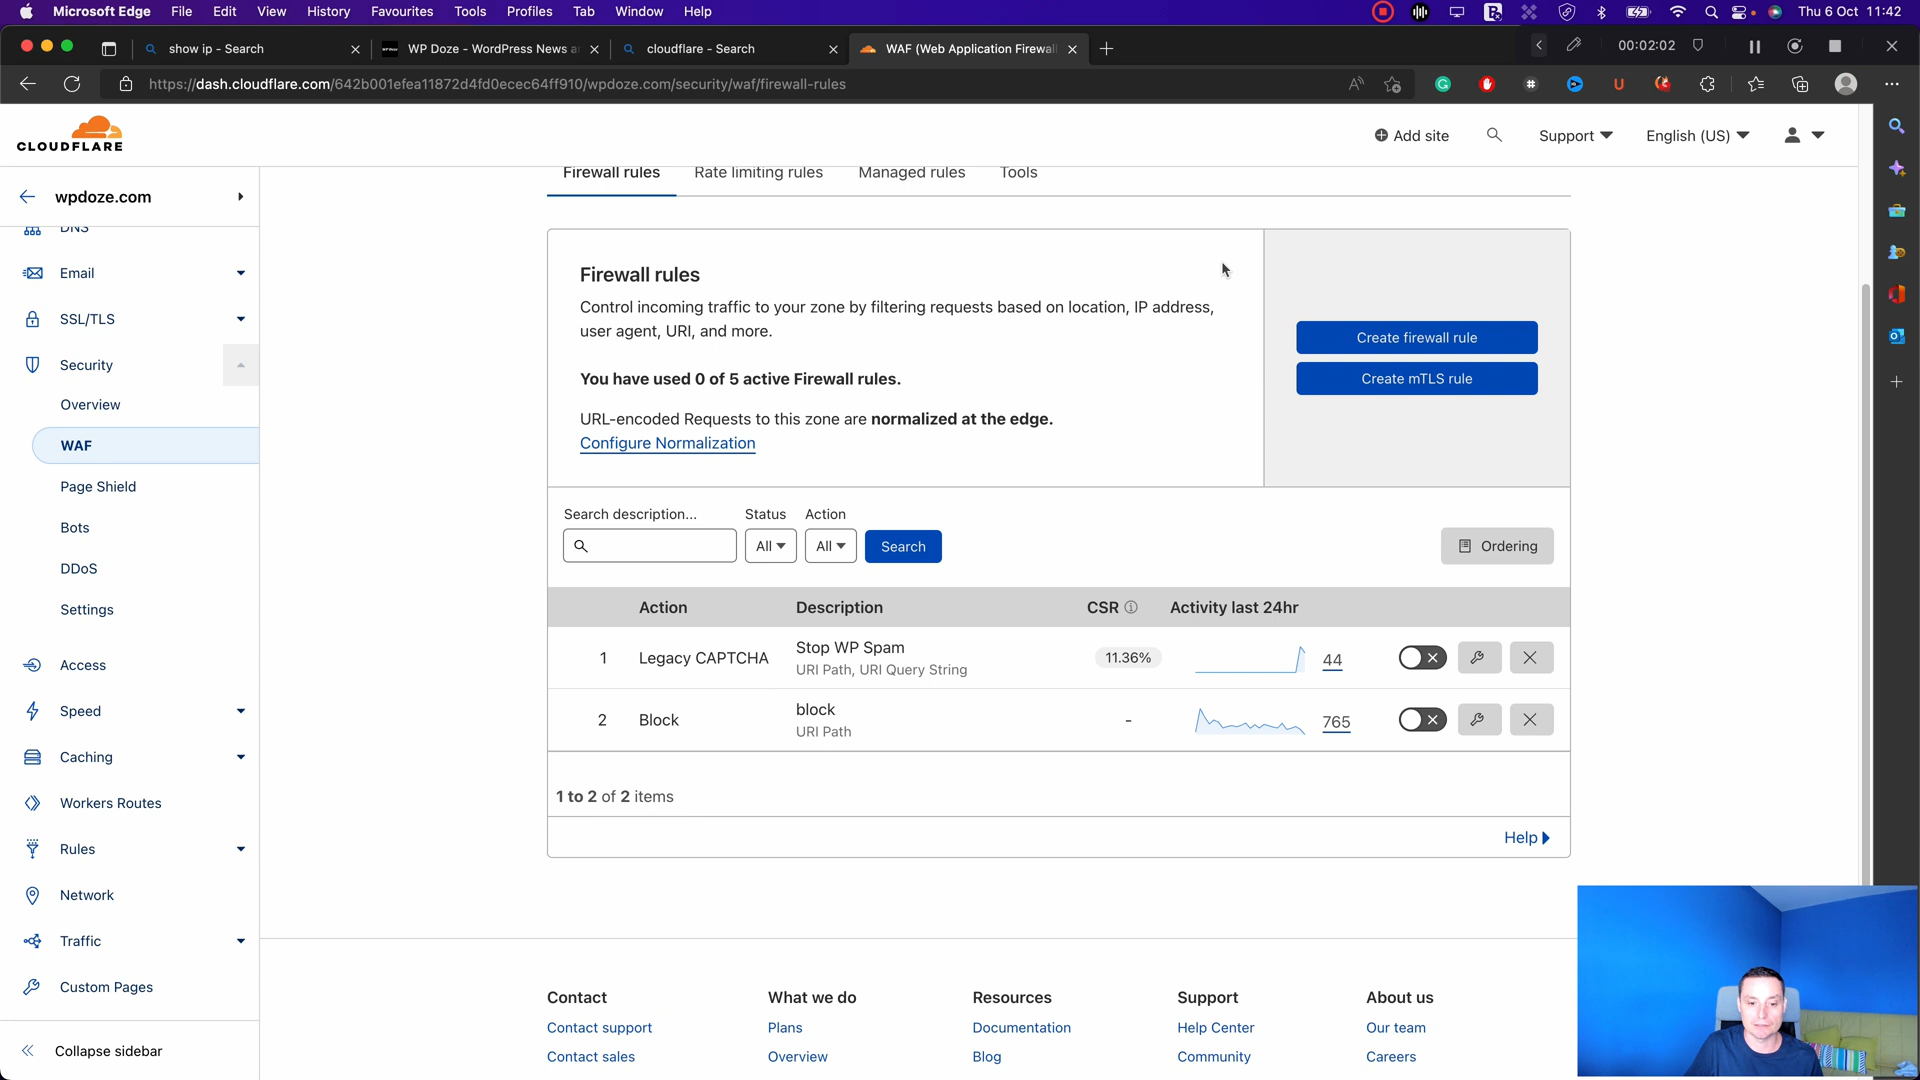 Microsoft Edge File Edit View History Favourites Tools Profiles Tab Window Help Thu 6 Oct 11:42
show ip - Search WP Doze - WordPress News a cloudflare - Search WAF (Web Application Firewall 00:02:02
https://dash.cloudflare.com/642b001efea11872d4fd0ecec64ff910/wpdoze.com/security/waf/firewall-rules
CLOUDFLARE
Add site Support English (US)
wpdoze.com
DNS
Email
SSL/TLS
Security
Overview
WAF
Page Shield
Bots
DDoS
Settings
Access
Speed
Caching
Workers Routes
Rules
Network
Traffic
Custom Pages
Collapse sidebar
Firewall rules Rate limiting rules Managed rules Tools
Firewall rules
Control incoming traffic to your zone by filtering requests based on location, IP address,
user agent, URI, and more.
You have used 0 of 5 active Firewall rules.
URL-encoded Requests to this zone are normalized at the edge.
Configure Normalization
Create firewall rule
Create mTLS rule
Search description... Status Action
All All Search Ordering
Action Description CSR Activity last 24hr
1 Legacy CAPTCHA Stop WP Spam 11.36% 44
URI Path, URI Query String
2 Block block - 765
URI Path
1 to 2 of 2 items
Help
Contact What we do Resources Support About us
Contact support Plans Documentation Help Center Our team
Contact sales Overview Blog Community Careers